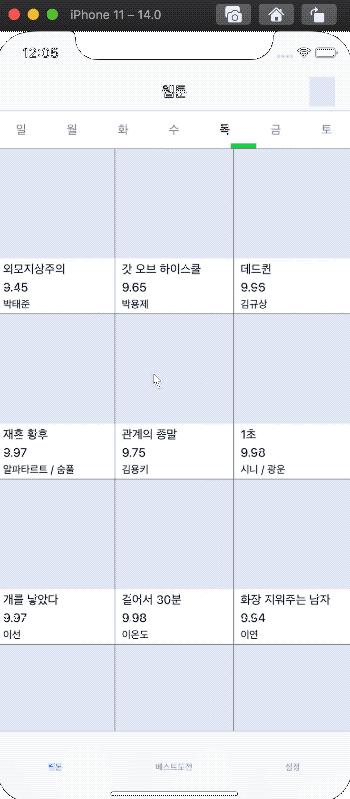 iPhone 11 – 14.0
12:05
웹툰
일 월 화 수 목 금 토
외모지상주의 갓 오브 하이스쿨 데드퀸
9.45 9.65
박태준 박용제 김규삼
재혼 황후 관계의 종말 1초
9.97 9.75 9.98
알파타르트 / 숨풀 김용키 시니 / 광운
개를 낳았다 걸어서 30분 화장 지워주는 남자
9.97 9.98
이선 이온도 이연
웹툰 베스트도전 설정